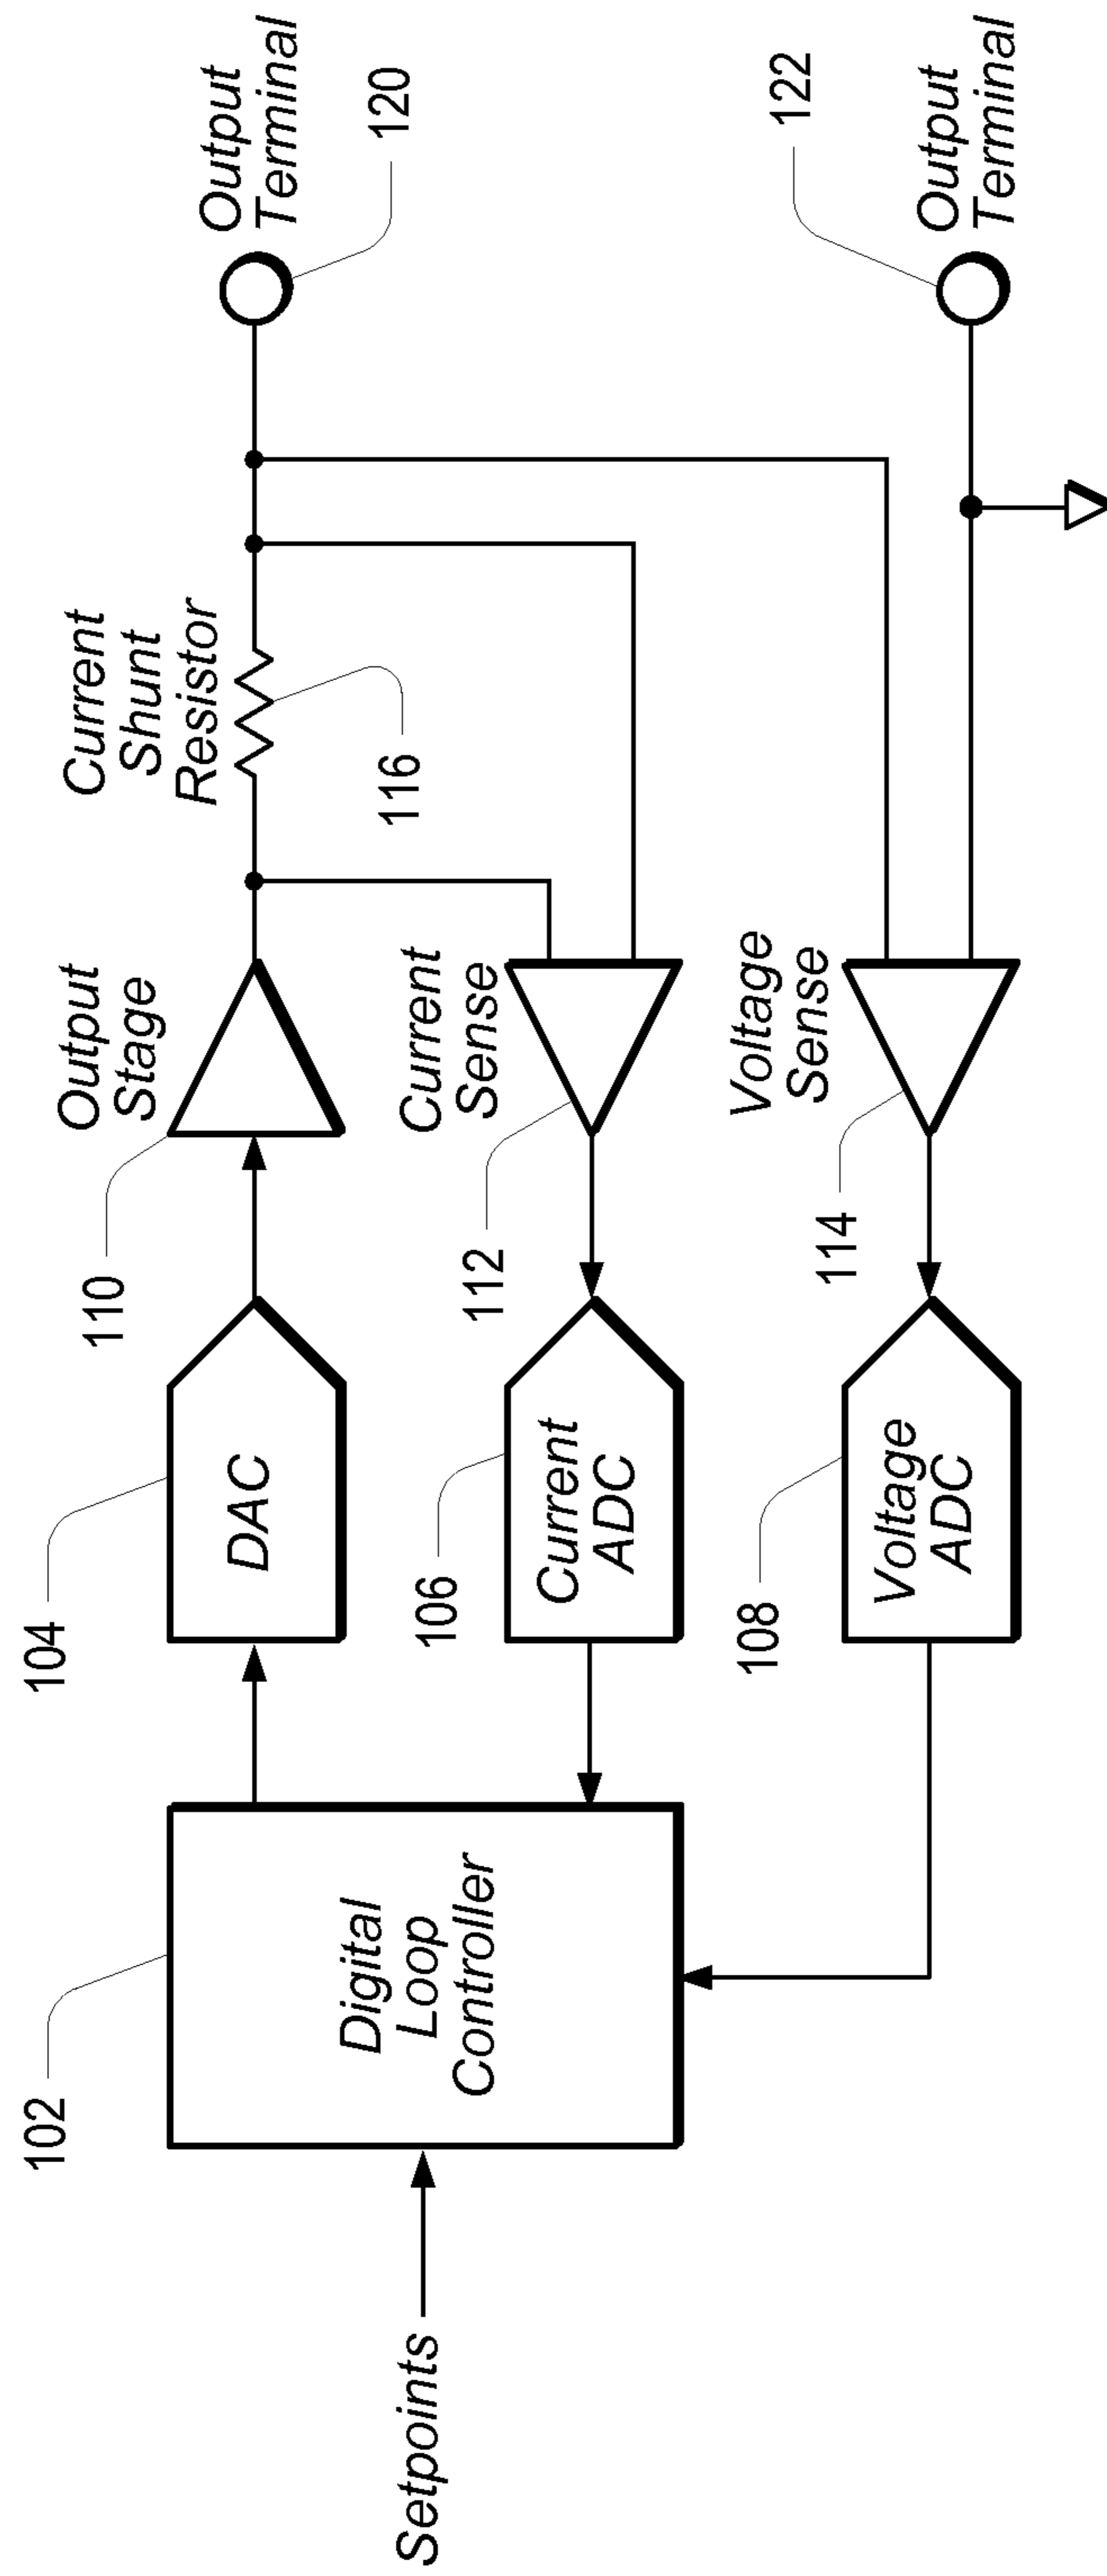 Setpoints
102
Digital
Loop
Controller
104
DAC
110
Output
Stage
Current
Shunt
Resistor
116
Output
Terminal
120
106
Current
ADC
112
Current
Sense
108
Voltage
ADC
114
Voltage
Sense
122
Output
Terminal